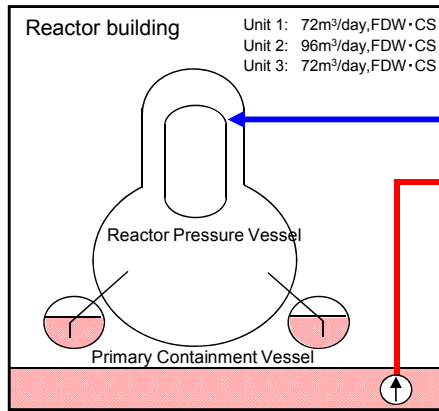 Reactor building
Unit 1: 72m³/day,FDW・CS
Unit 2: 96m³/day,FDW・CS
Unit 3: 72m³/day,FDW・CS
Reactor Pressure Vessel
Primary Containment Vessel